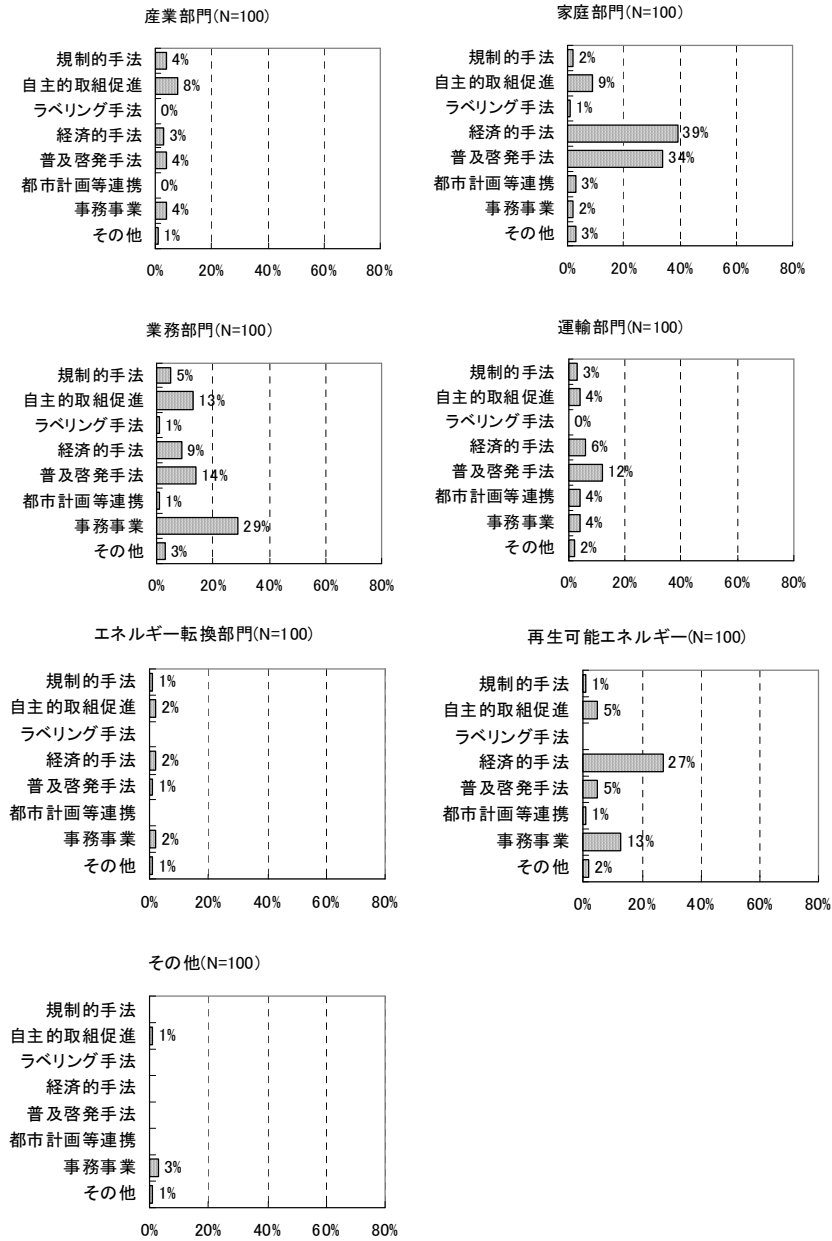 産業部門(N=100)
規制的手法 4%
自主的取組促進 8%
ラベリング手法 0%
経済的手法 3%
普及啓発手法 4%
都市計画等連携 0%
事務事業 4%
その他 1%
0% 20% 40% 60% 80%
家庭部門(N=100)
規制的手法 2%
自主的取組促進 9%
ラベリング手法 1%
経済的手法 39%
普及啓発手法 34%
都市計画等連携 3%
事務事業 2%
その他 3%
0% 20% 40% 60% 80%
業務部門(N=100)
規制的手法 5%
自主的取組促進 13%
ラベリング手法 1%
経済的手法 9%
普及啓発手法 14%
都市計画等連携 1%
事務事業 29%
その他 3%
0% 20% 40% 60% 80%
運輸部門(N=100)
規制的手法 3%
自主的取組促進 4%
ラベリング手法 0%
経済的手法 6%
普及啓発手法 12%
都市計画等連携 4%
事務事業 4%
その他 2%
0% 20% 40% 60% 80%
エネルギー転換部門(N=100)
規制的手法 1%
自主的取組促進 2%
ラベリング手法
経済的手法 2%
普及啓発手法 1%
都市計画等連携
事務事業 2%
その他 1%
0% 20% 40% 60% 80%
再生可能エネルギー(N=100)
規制的手法 1%
自主的取組促進 5%
ラベリング手法
経済的手法 27%
普及啓発手法 5%
都市計画等連携 1%
事務事業 13%
その他 2%
0% 20% 40% 60% 80%
その他(N=100)
規制的手法
自主的取組促進 1%
ラベリング手法
経済的手法
普及啓発手法
都市計画等連携
事務事業 3%
その他 1%
0% 20% 40% 60% 80%